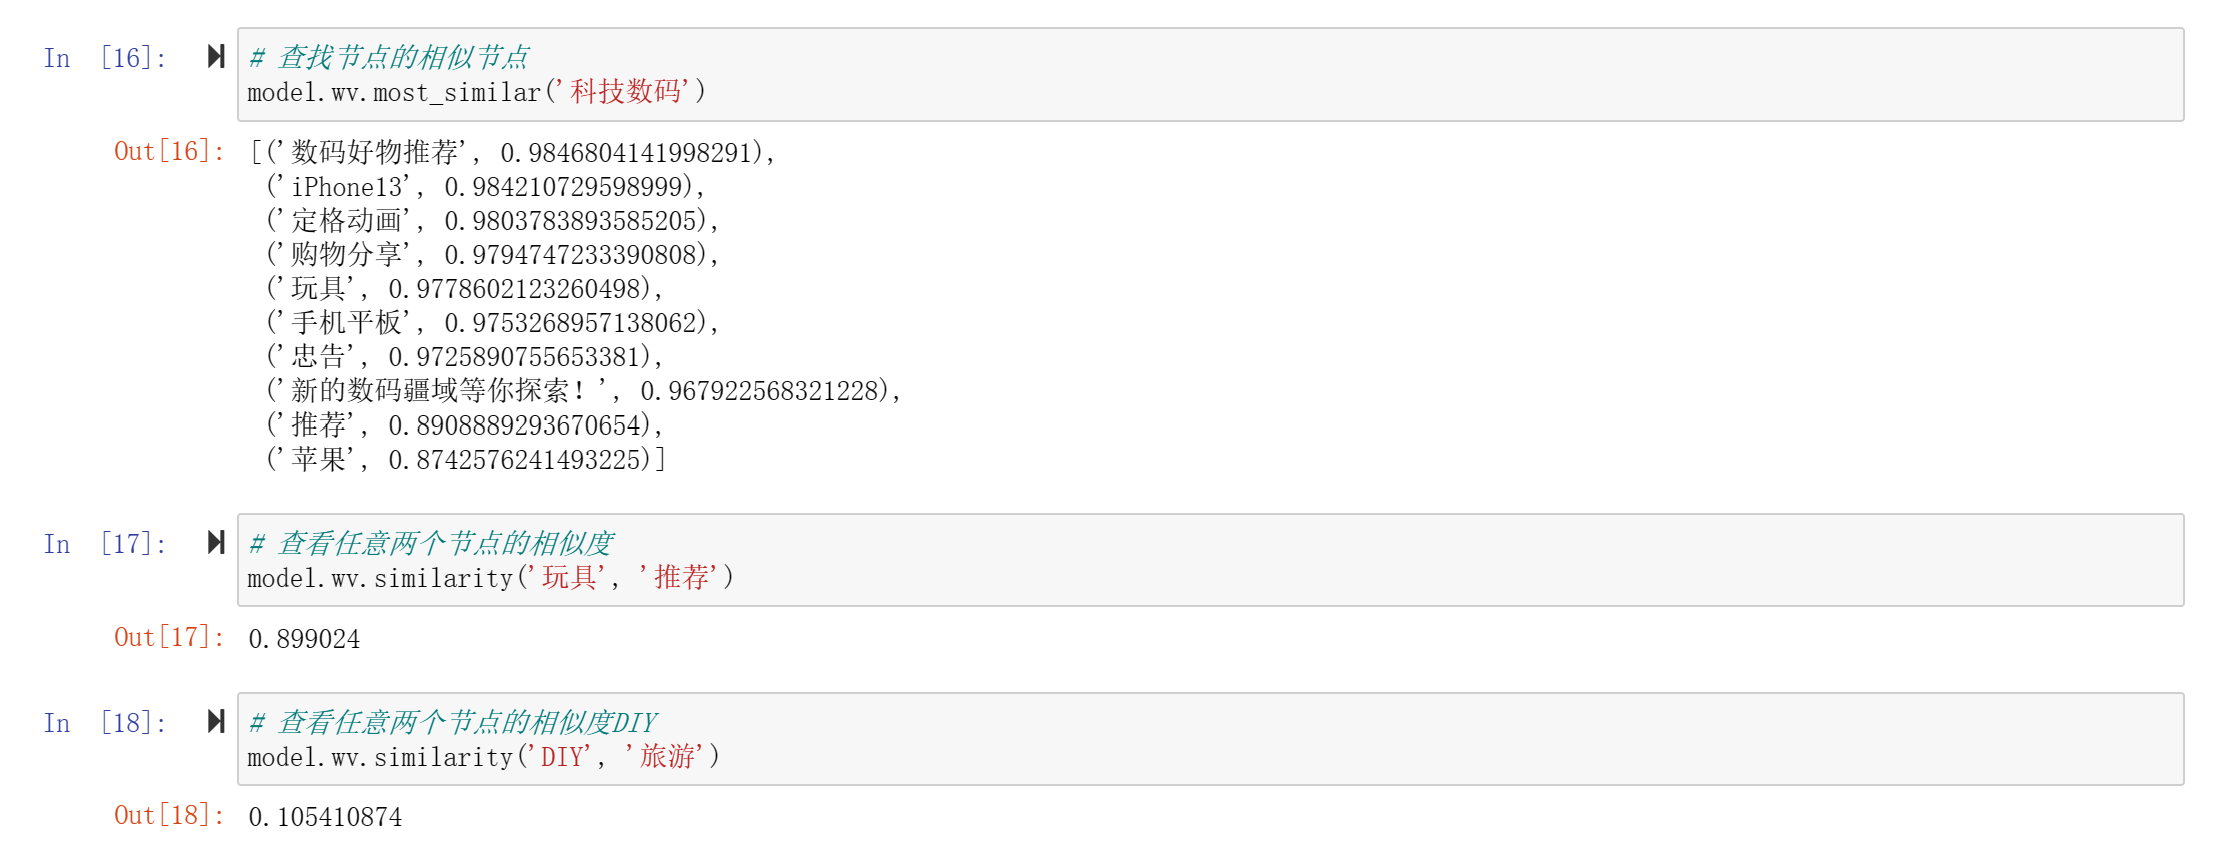 In [16]: # 查找节点的相似节点
model.wv.most_similar('科技数码')
Out[16]: [('数码好物推荐', 0.9846804141998291),
('iPhone13', 0.984210729598999),
('定格动画', 0.9803783893585205),
('购物分享', 0.9794747233390808),
('玩具', 0.9778602123260498),
('手机平板', 0.9753268957138062),
('忠告', 0.9725890755653381),
('新的数码疆域等你探索！', 0.967922568321228),
('推荐', 0.8908889293670654),
('苹果', 0.8742576241493225)]
In [17]: # 查看任意两个节点的相似度
model.wv.similarity('玩具', '推荐')
Out[17]: 0.899024
In [18]: # 查看任意两个节点的相似度DIY
model.wv.similarity('DIY', '旅游')
Out[18]: 0.105410874